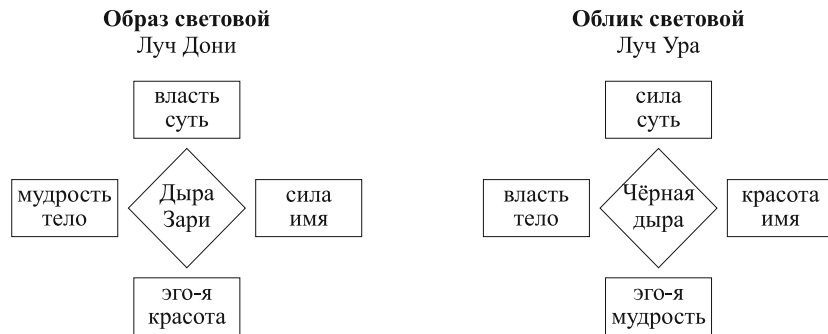 Образ световой
Луч Дони
власть
суть
мудрость
тело
Дыра
Зари
сила
имя
эго-я
красота
Облик световой
Луч Ура
сила
суть
власть
тело
Чёрная
дыра
красота
имя
эго-я
мудрость